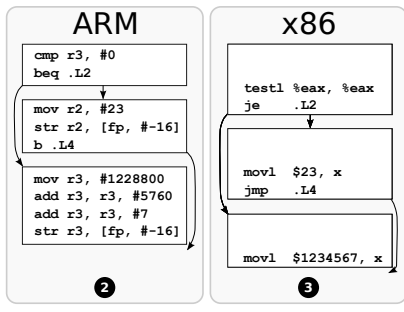 ARM
cmp r3, #0
beq .L2
mov r2, #23
str r2, [fp, #-16]
b .L4
mov r3, #1228800
add r3, r3, #5760
add r3, r3, #7
str r3, [fp, #-16]
2
x86
testl %eax, %eax
je .L2
movl $23, x
jmp .L4
movl $1234567, x
3